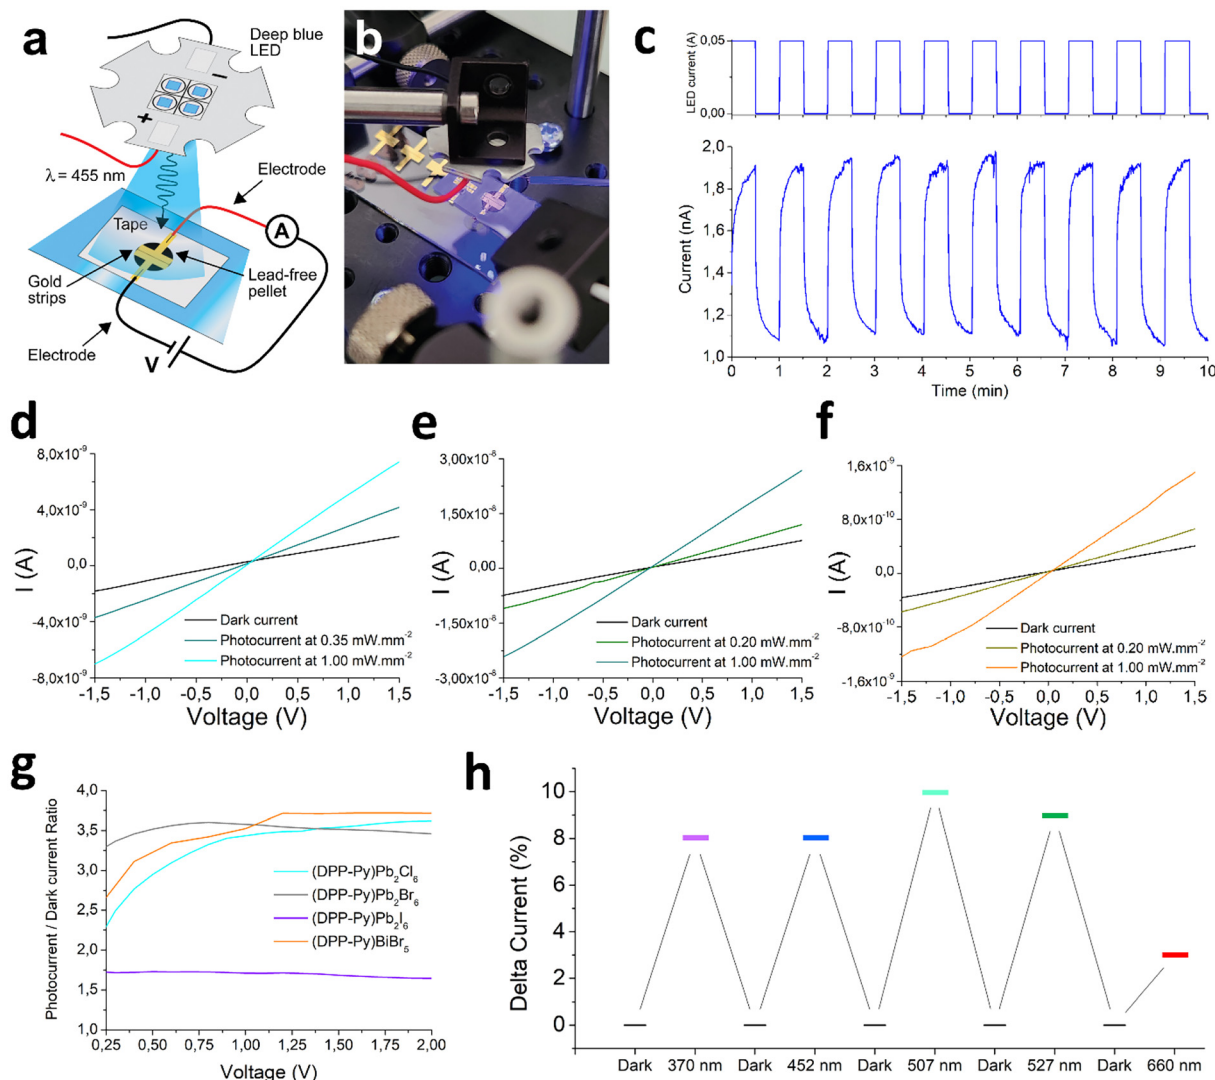 a
Deep blue
LED
−
+
λ = 455 nm
Electrode
Tape
A
Gold
strips
Lead-free
pellet
Electrode
V
b
c
LED current (A)
0,05
0,00
Current (nA)
2,0
1,8
1,6
1,4
1,2
1,0
0 1 2 3 4 5 6 7 8 9 10
Time (min)
d
I (A)
8,0x10⁻⁹
4,0x10⁻⁹
0,0
-4,0x10⁻⁹
-8,0x10⁻⁹
Dark current
Photocurrent at 0.35 mW.mm⁻²
Photocurrent at 1.00 mW.mm⁻²
-1,5 -1,0 -0,5 0,0 0,5 1,0 1,5
Voltage (V)
e
I (A)
3,00x10⁻⁸
1,50x10⁻⁸
0,00
-1,50x10⁻⁸
-3,00x10⁻⁸
Dark current
Photocurrent at 0.20 mW.mm⁻²
Photocurrent at 1.00 mW.mm⁻²
-1,5 -1,0 -0,5 0,0 0,5 1,0 1,5
Voltage (V)
f
I (A)
1,6x10⁻⁹
8,0x10⁻¹⁰
0,0
-8,0x10⁻¹⁰
-1,6x10⁻⁹
Dark current
Photocurrent at 0.20 mW.mm⁻²
Photocurrent at 1.00 mW.mm⁻²
-1,5 -1,0 -0,5 0,0 0,5 1,0 1,5
Voltage (V)
g
Photocurrent / Dark current Ratio
4,0
3,5
3,0
2,5
2,0
1,5
1,0
(DPP-Py)Pb₂Cl₆
(DPP-Py)Pb₂Br₆
(DPP-Py)Pb₂I₆
(DPP-Py)BiBr₅
0,25 0,50 0,75 1,00 1,25 1,50 1,75 2,00
Voltage (V)
h
Delta Current (%)
10
8
6
4
2
0
Dark 370 nm Dark 452 nm Dark 507 nm Dark 527 nm Dark 660 nm